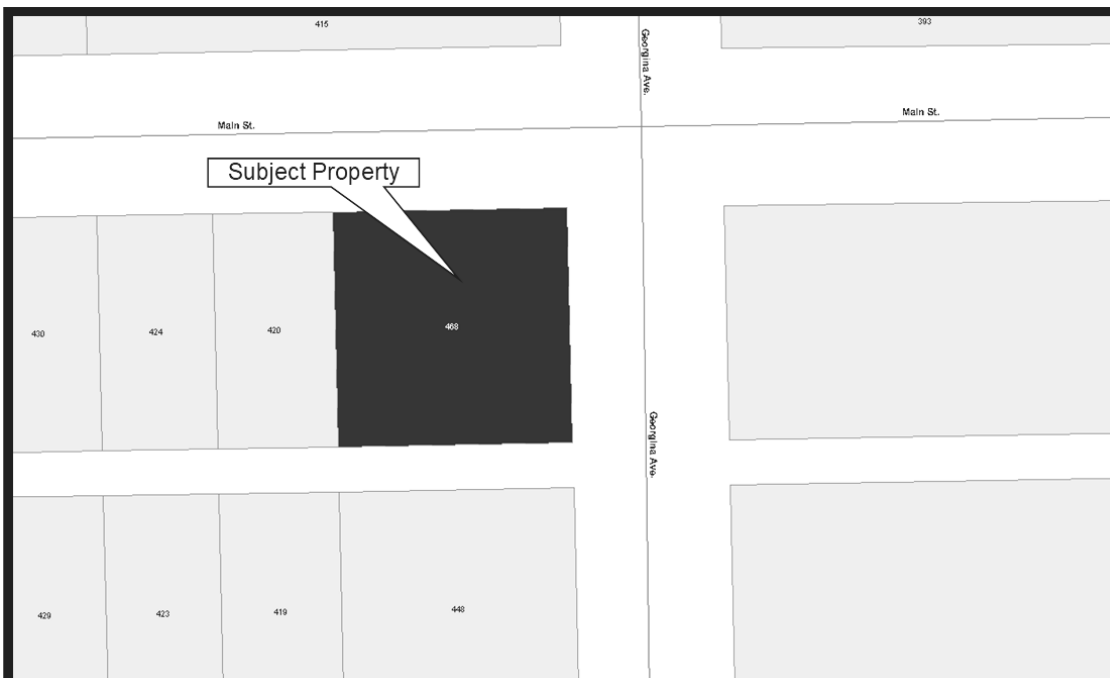 415
393
Georgina Ave.
Main St.
Main St.
Subject Property
430
424
420
468
Georgina Ave.
429
423
419
448